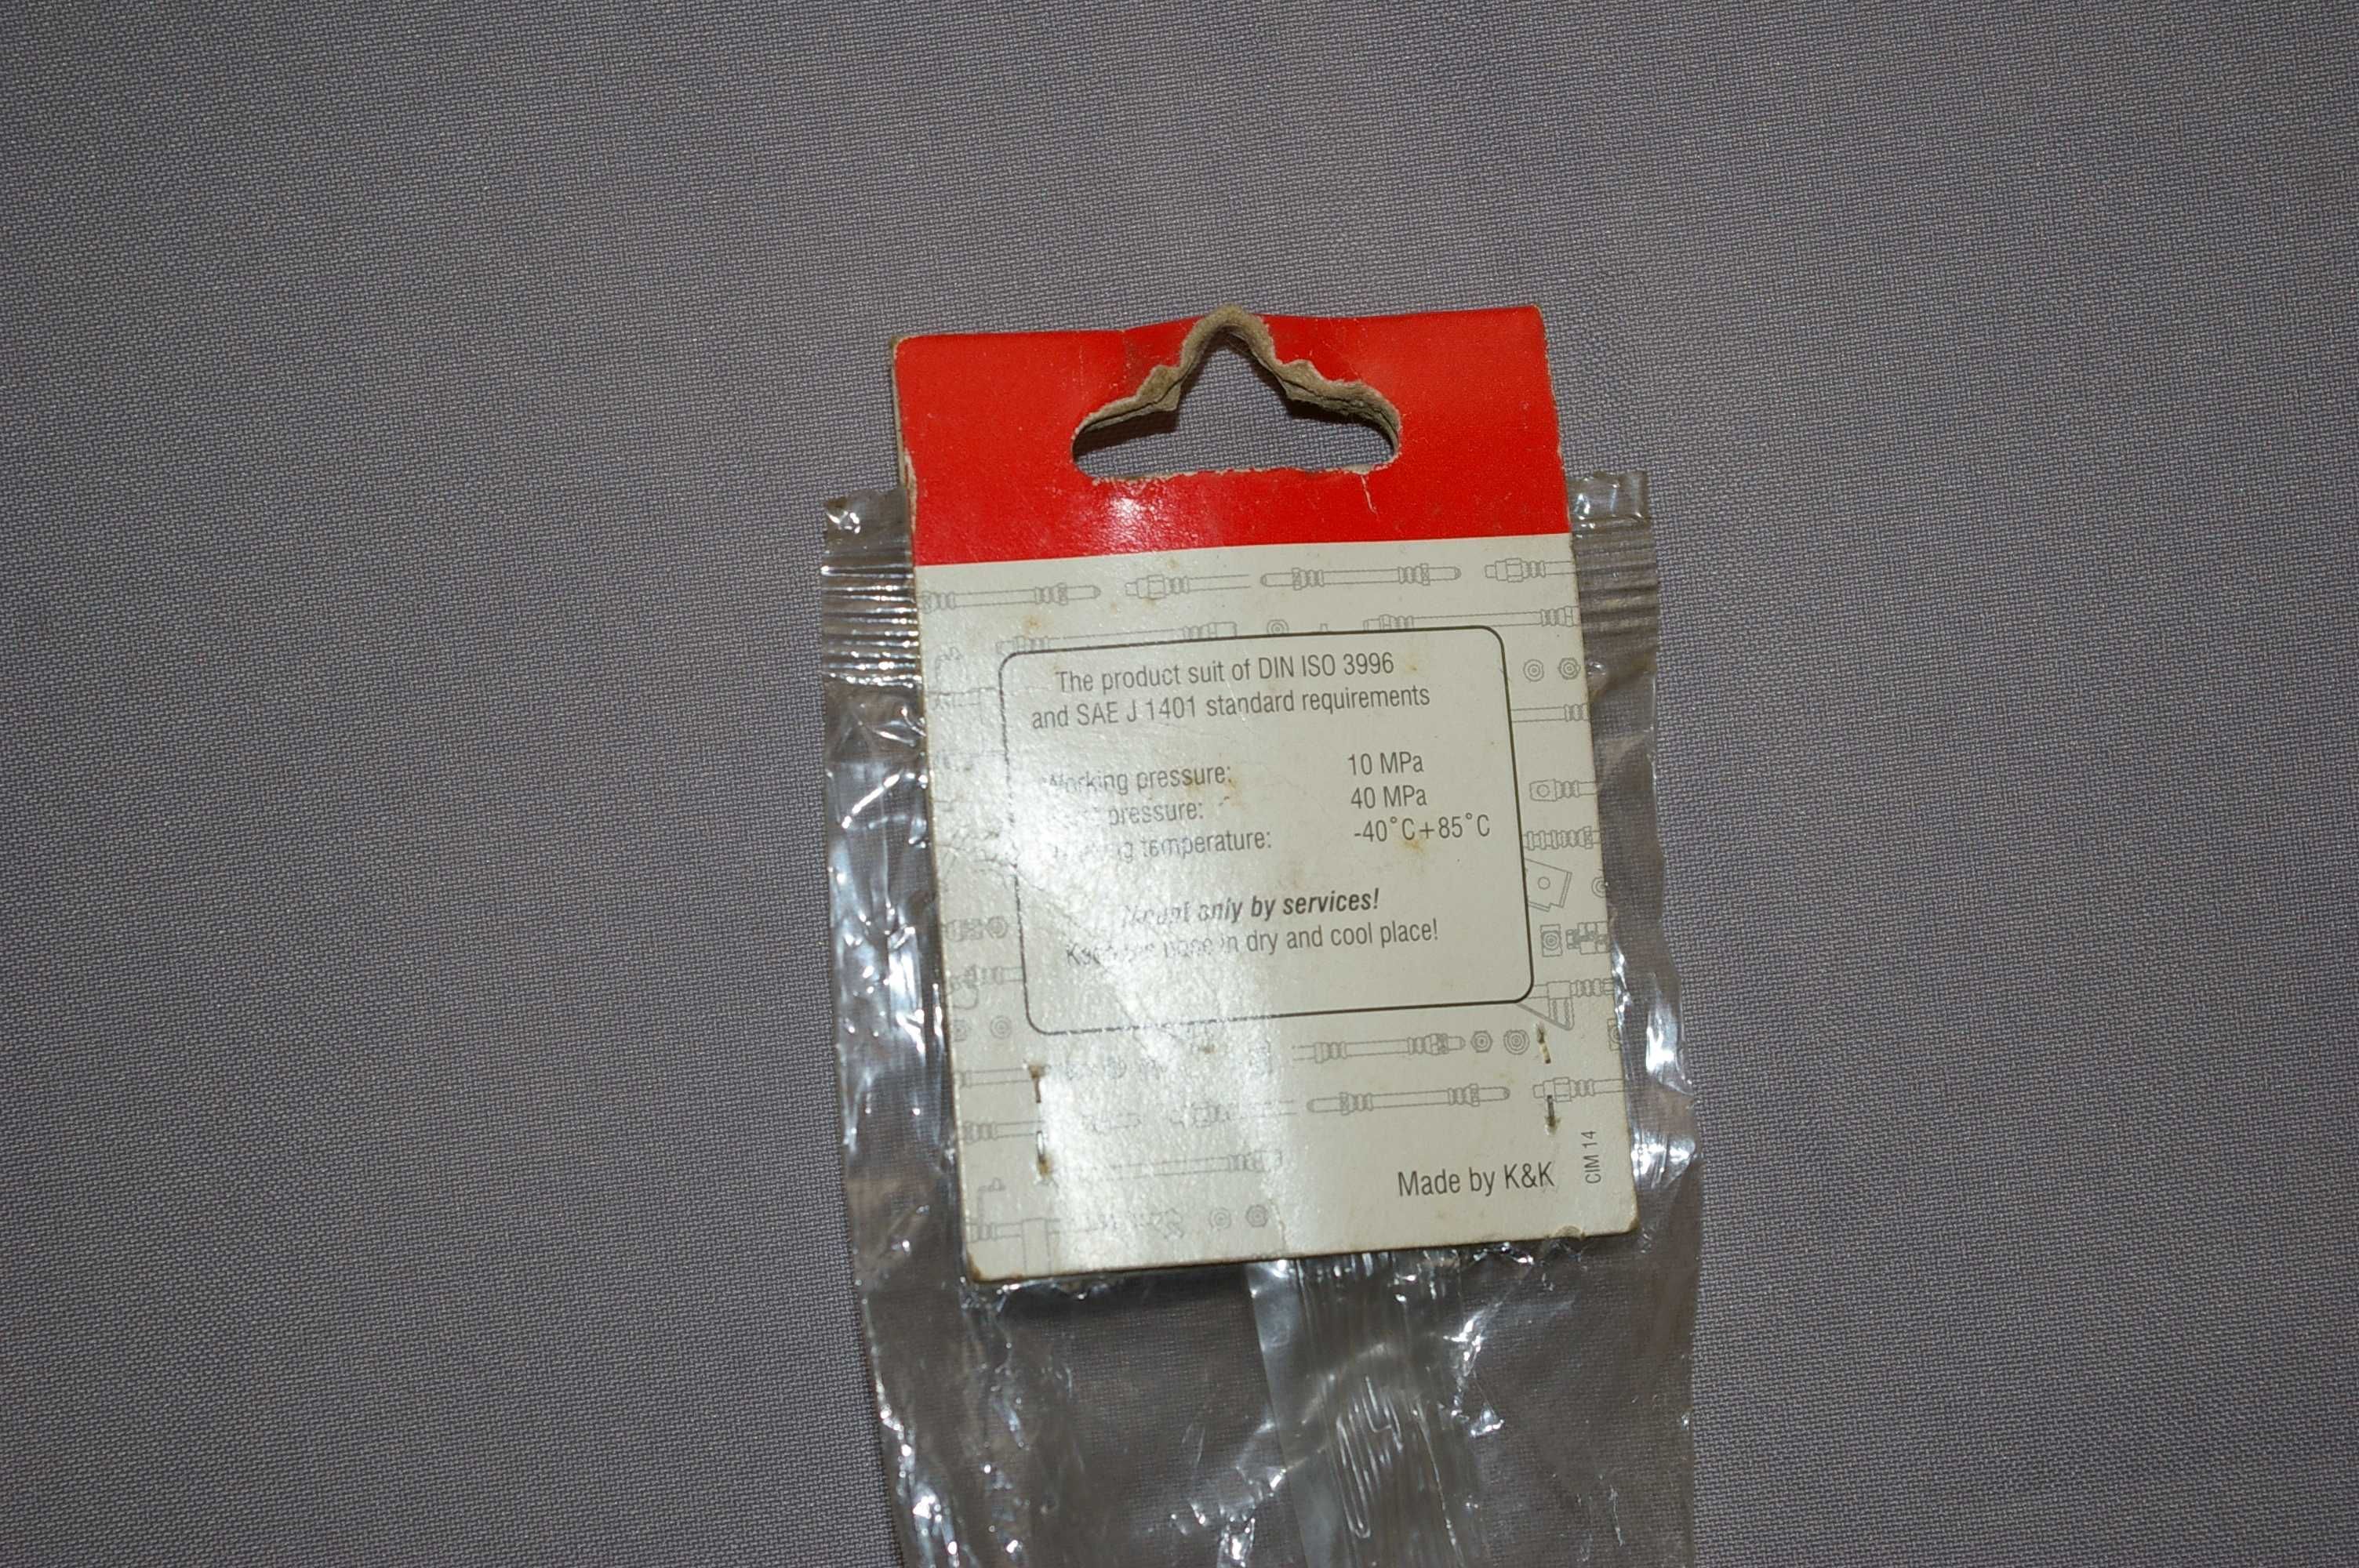 The product suit of DIN ISO 3996
and SAE J 1401 standard requirements
Working pressure: 10 MPa
pressure: 40 MPa
temperature: -40°C+85°C
only by services!
in dry and cool place!
Made by K&K
CIM 14